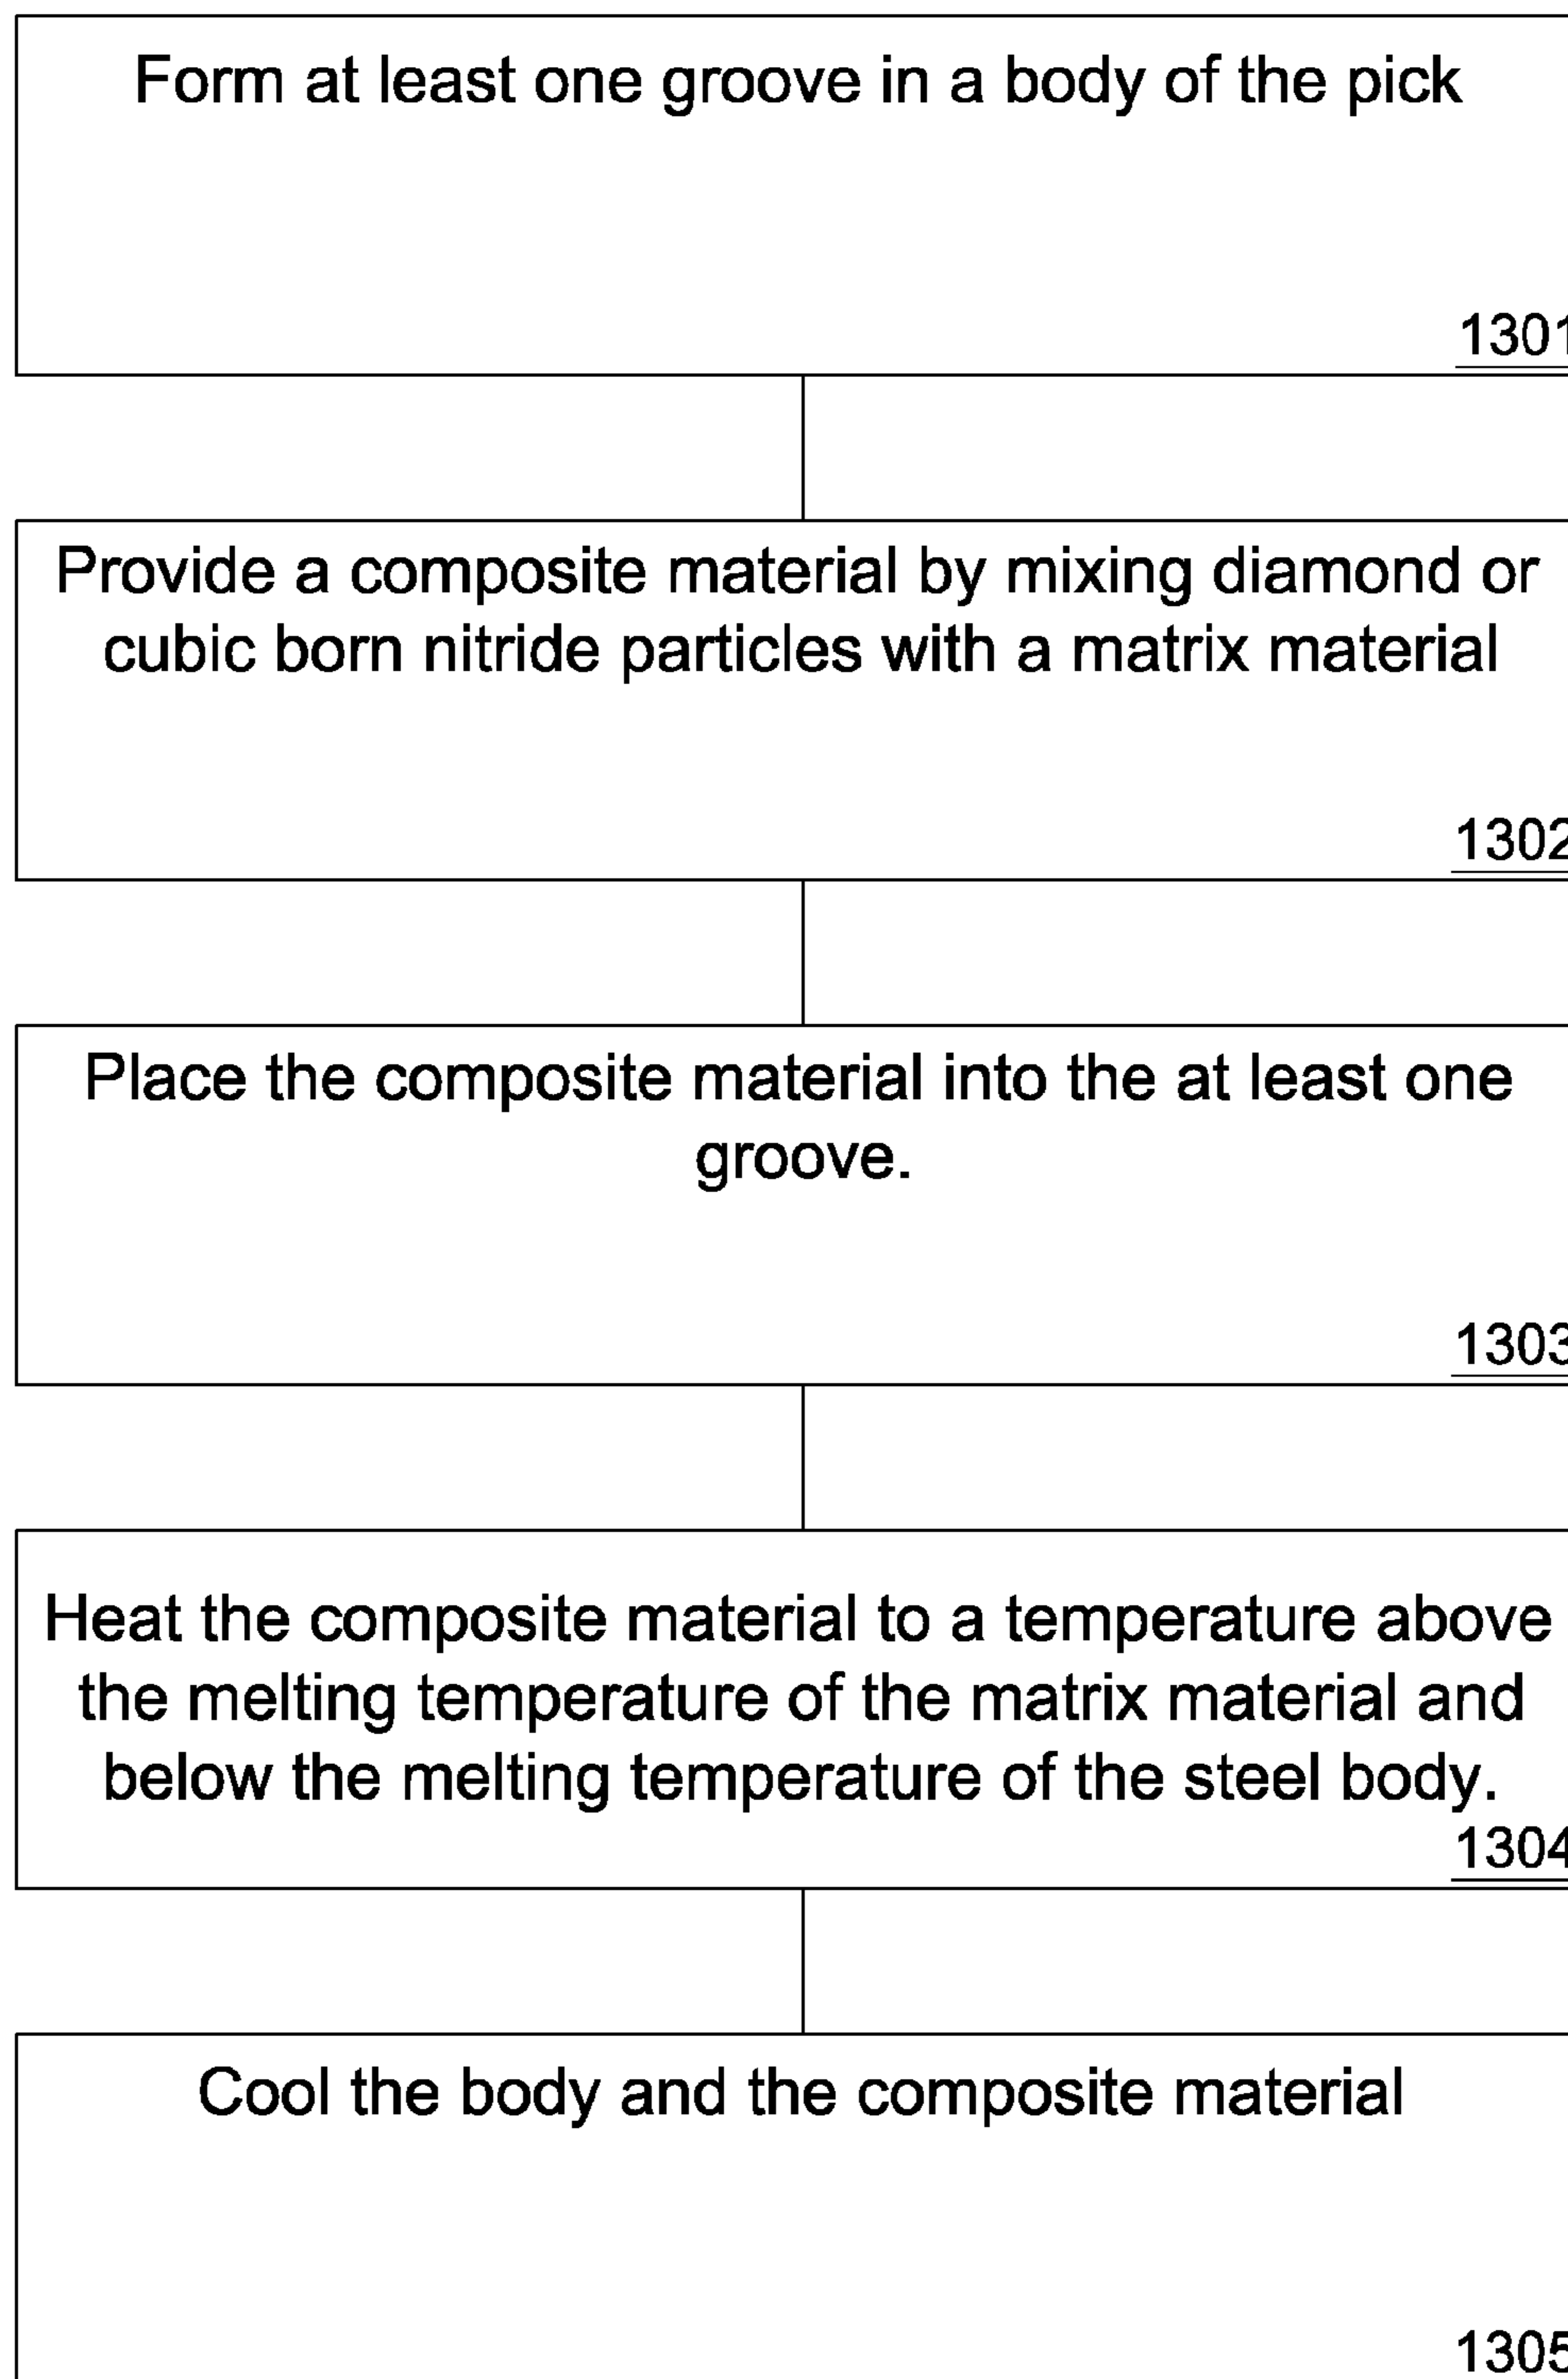 Form at least one groove in a body of the pick
1301
Provide a composite material by mixing diamond or
cubic born nitride particles with a matrix material
1302
Place the composite material into the at least one
groove.
1303
Heat the composite material to a temperature above
the melting temperature of the matrix material and
below the melting temperature of the steel body.
1304
Cool the body and the composite material
1305